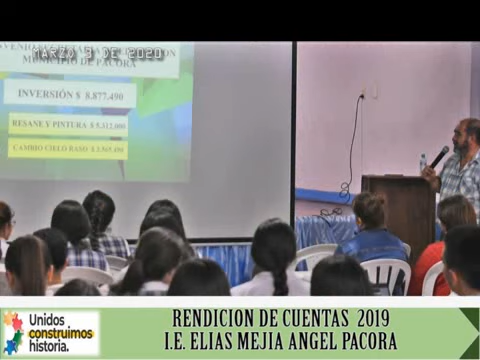 MARZO 3 DE 2020
MUNICIPIO DE PACORA
INVERSIÓN $ 8.877.490
RESANE Y PINTURA $ 5.312.000
CAMBIO CIELO RASO $ 3.565.490
Unidos
construimos
historia.
RENDICION DE CUENTAS 2019
I.E. ELIAS MEJIA ANGEL PACORA